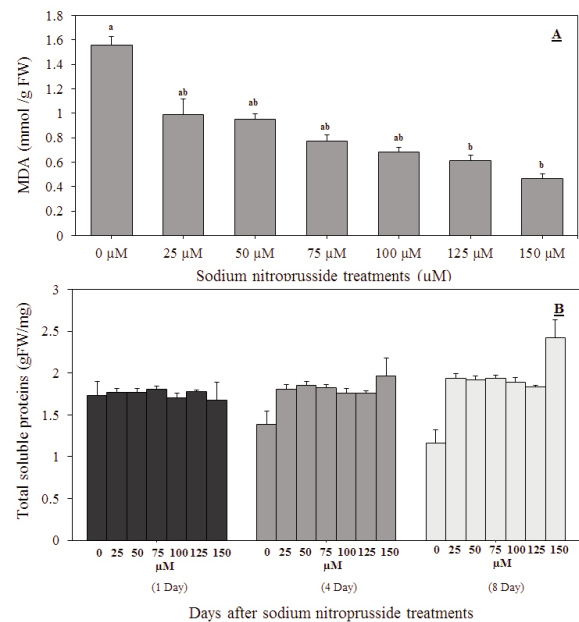 A
MDA (mmol /g FW)
1.8
1.6
1.4
1.2
1
0.8
0.6
0.4
0.2
0
a
ab
ab
ab
ab
b
b
0 µM 25 µM 50 µM 75 µM 100 µM 125 µM 150 µM
Sodium nitroprusside treatments (µM)
B
Total soluble proteins (gFW/mg)
3
2.5
2
1.5
1
0.5
0
0 25 50 75 100 125 150 0 25 50 75 100 125 150 0 25 50 75 100 125 150
µM µM µM
(1 Day) (4 Day) (8 Day)
Days after sodium nitroprusside treatments